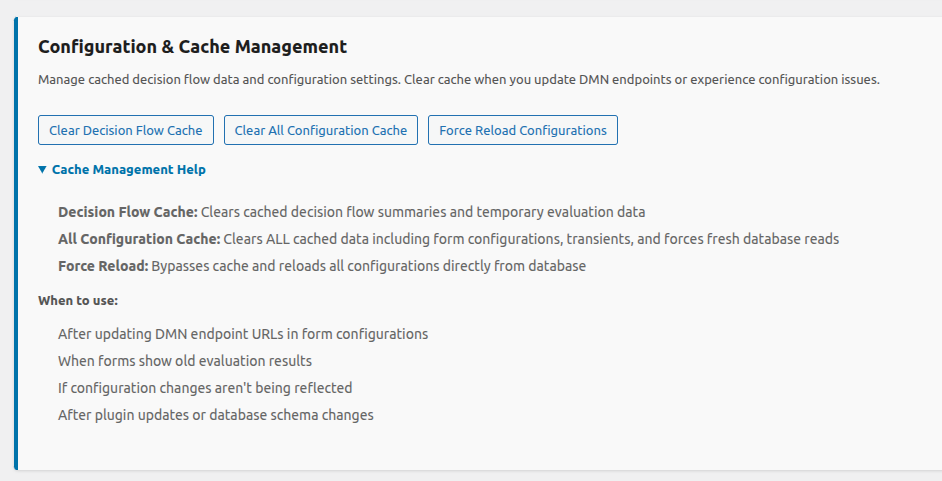 Configuration & Cache Management
Manage cached decision flow data and configuration settings. Clear cache when you update DMN endpoints or experience configuration issues.
Clear Decision Flow Cache
Clear All Configuration Cache
Force Reload Configurations
▼ Cache Management Help
Decision Flow Cache: Clears cached decision flow summaries and temporary evaluation data
All Configuration Cache: Clears ALL cached data including form configurations, transients, and forces fresh database reads
Force Reload: Bypasses cache and reloads all configurations directly from database
When to use:
After updating DMN endpoint URLs in form configurations
When forms show old evaluation results
If configuration changes aren't being reflected
After plugin updates or database schema changes